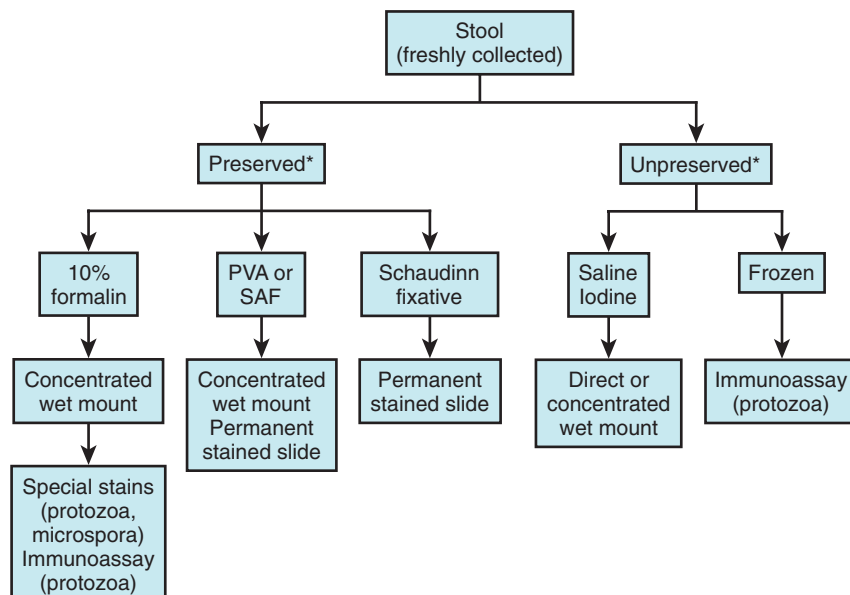 Stool
(freshly collected)
Preserved*
Unpreserved*
10%
formalin
PVA or
SAF
Schaudinn
fixative
Saline
Iodine
Frozen
Concentrated
wet mount
Concentrated
wet mount
Permanent
stained slide
Permanent
stained slide
Direct or
concentrated
wet mount
Immunoassay
(protozoa)
Special stains
(protozoa,
microspora)
Immunoassay
(protozoa)